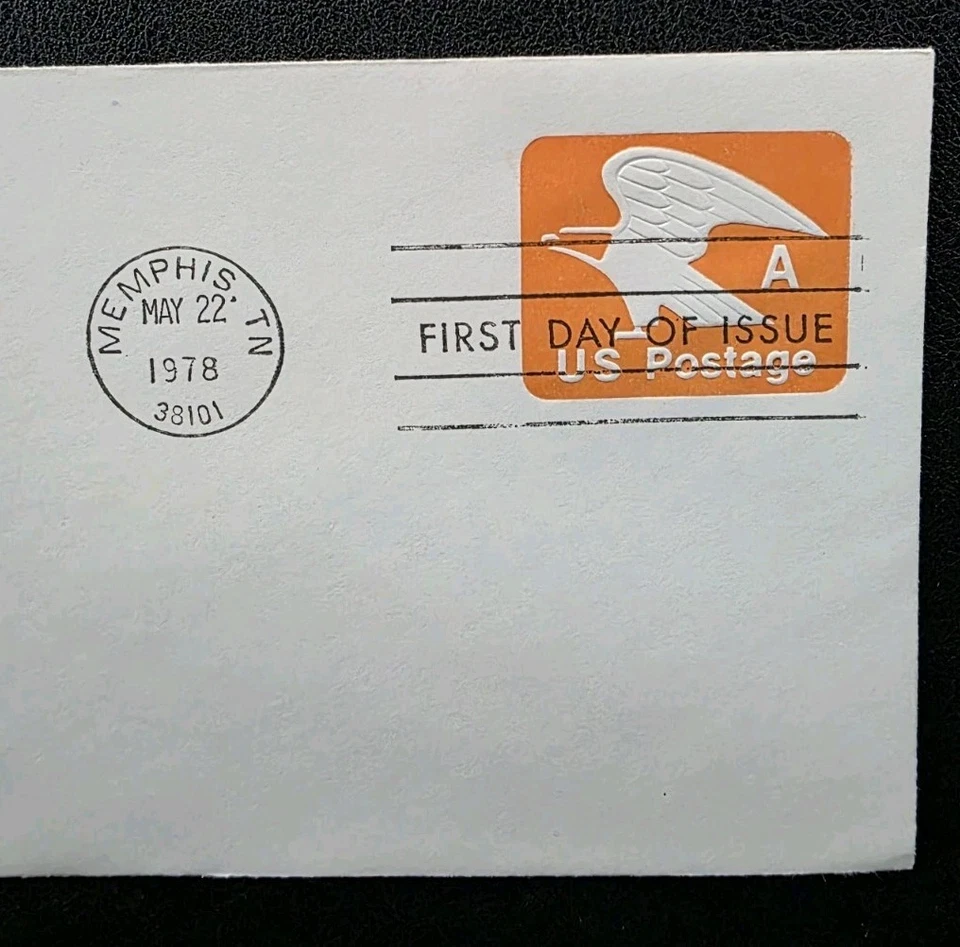 MEMPHIS, TN
MAY 22
1978
38101
A
FIRST DAY OF ISSUE
US Postage